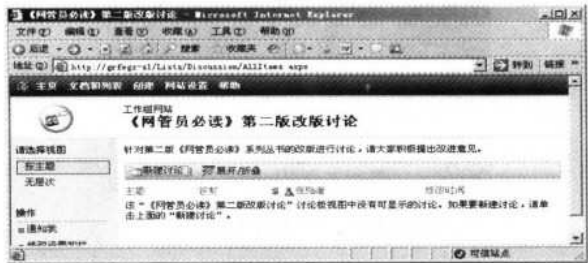 《网管员必读》第二版改版讨论 - Microsoft Internet Explorer
文件(F) 编辑(E) 查看(V) 收藏(A) 工具(T) 帮助(H)
后退 搜索 收藏夹
地址(D) http://grfwgr-sl/Lists/Discussion/AllItems.aspx 转到 链接
主页 文档和列表 创建 网站设置 帮助
工作组网站
《网管员必读》第二版改版讨论
请选择视图
按主题
无层次
操作
通知我
针对第二版《网管员必读》系列丛书的改版进行讨论，请大家积极提出改进意见。
新建讨论 展开/折叠
主题
修改时间
该“《网管员必读》第二版改版讨论”讨论板视图中没有可显示的讨论。如果要新建讨论，请单
击上面的“新建讨论”。
可信站点